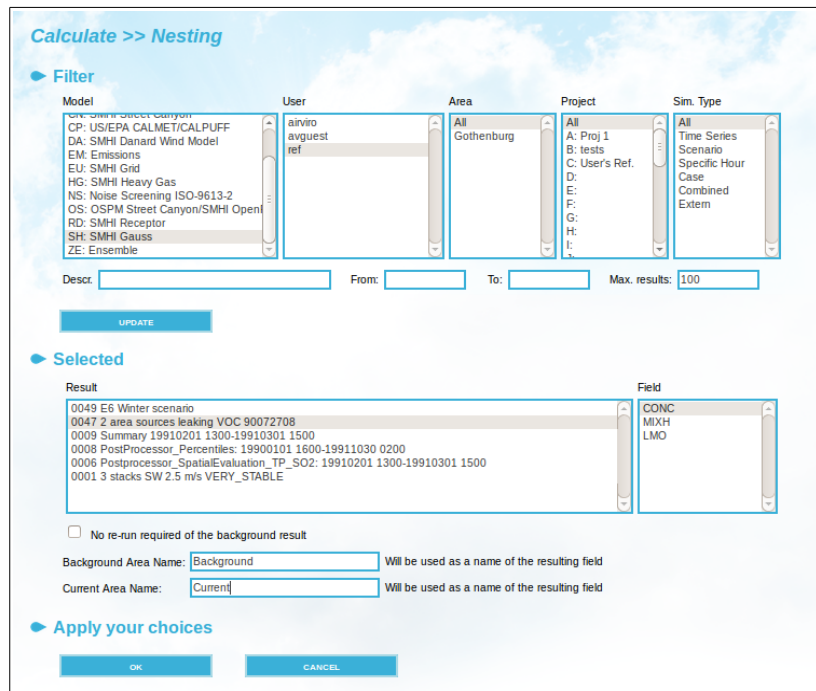 Calculate >> Nesting
Filter
Model User Area Project Sim. Type
CN: SMHI Street Canyon
CP: US/EPA CALMET/CALPUFF
DA: SMHI Danard Wind Model
EM: Emissions
EU: SMHI Grid
HG: SMHI Heavy Gas
NS: Noise Screening ISO-9613-2
OS: OSPM Street Canyon/SMHI OpenI
RD: SMHI Receptor
SH: SMHI Gauss
ZE: Ensemble
airviro
avguest
ref
All
Gothenburg
All
A: Proj 1
B: tests
C: User's Ref.
D:
E:
F:
G:
H:
I:
J:
All
Time Series
Scenario
Specific Hour
Case
Combined
Extern
Descr. From: To: Max. results: 100
UPDATE
Selected
Result Field
0049 E6 Winter scenario
0047 2 area sources leaking VOC 90072708
0009 Summary 19910201 1300-19910301 1500
0008 PostProcessor_Percentiles: 19900101 1600-19911030 0200
0006 Postprocessor_SpatialEvaluation_TP_SO2: 19910201 1300-19910301 1500
0001 3 stacks SW 2.5 m/s VERY_STABLE
CONC
MIXH
LMO
No re-run required of the background result
Background Area Name: Background Will be used as a name of the resulting field
Current Area Name: Current Will be used as a name of the resulting field
Apply your choices
OK CANCEL